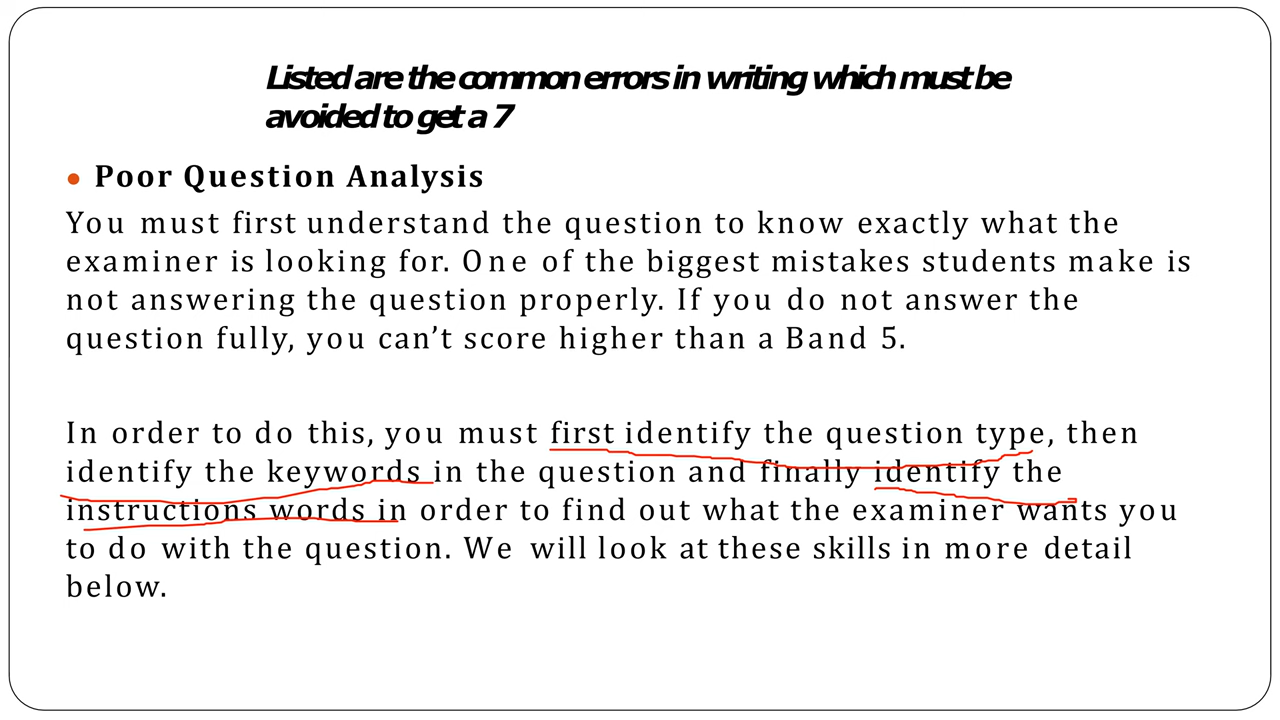 Listed are the common errors in writing which must be
avoided to get a 7
• Poor Question Analysis
You must first understand the question to know exactly what the
examiner is looking for. One of the biggest mistakes students make is
not answering the question properly. If you do not answer the
question fully, you can’t score higher than a Band 5.
In order to do this, you must first identify the question type, then
identify the keywords in the question and finally identify the
instructions words in order to find out what the examiner wants you
to do with the question. We will look at these skills in more detail
below.